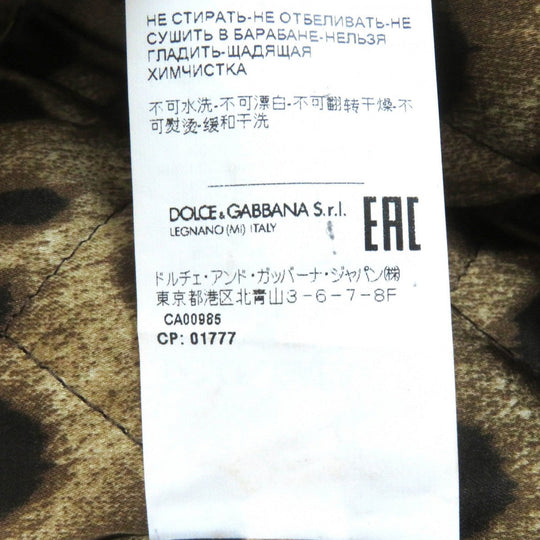 НЕ СТИРАТЬ-НЕ ОТБЕЛИВАТЬ-НЕ
СУШИТЬ В БАРАБАНЕ-НЕЛЬЗЯ
ГЛАДИТЬ-ЩАДЯЩАЯ
ХИМЧИСТКА
不可水洗-不可漂白-不可翻转干燥-不
可熨烫-缓和干洗
DOLCE&GABBANA S.r.l.
LEGNANO (MI) ITALY
EAC
ドルチェ・アンド・ガッバーナ・ジャパン(株)
東京都港区北青山3-6-7-8F
CA00985
CP: 01777